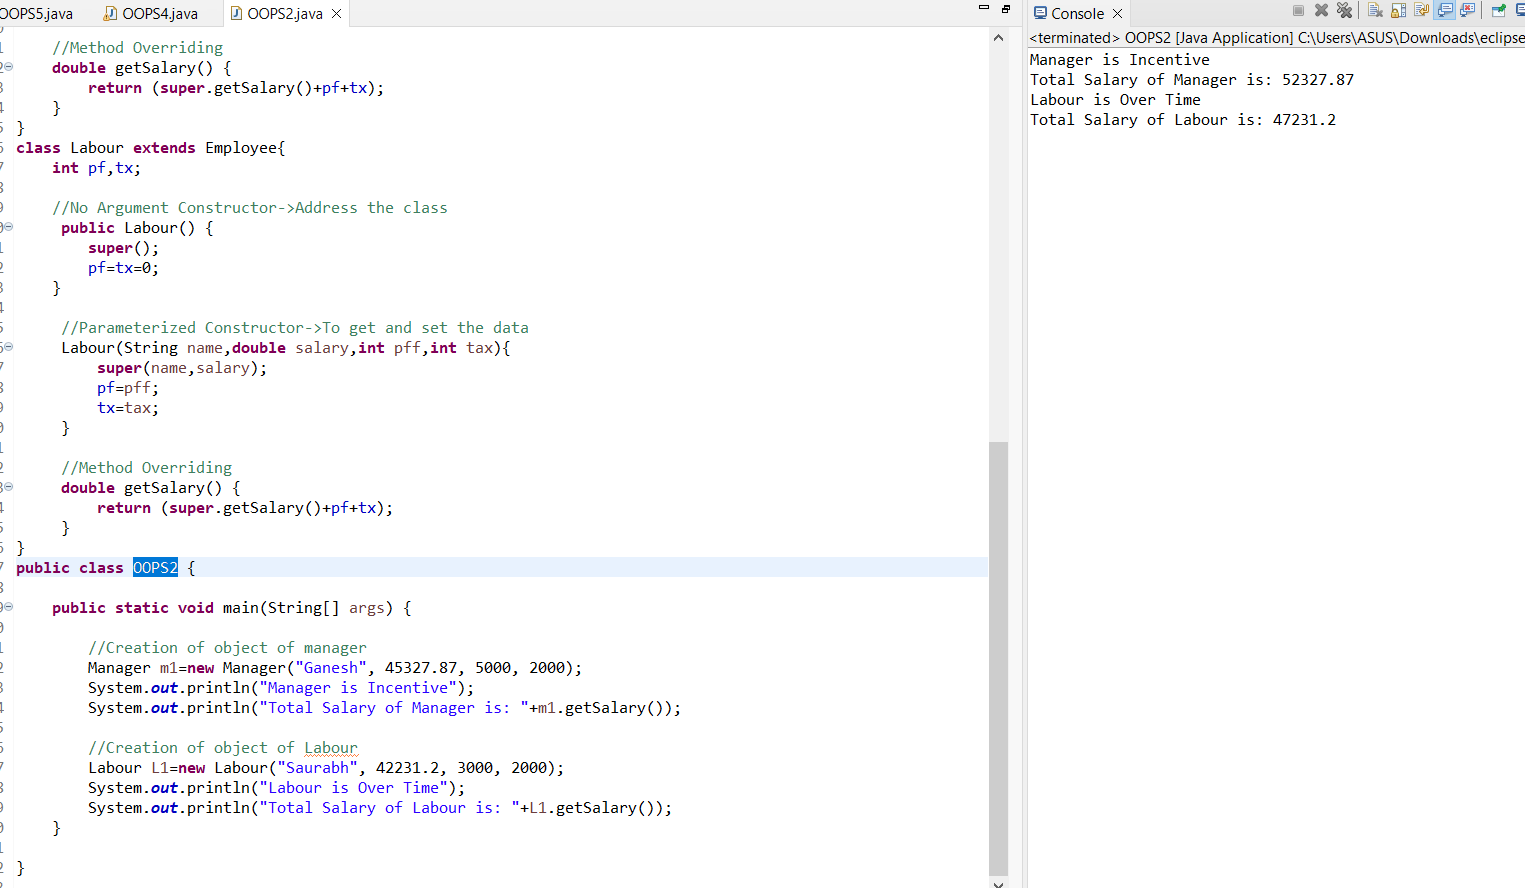 OOPS5.java OOPS4.java OOPS2.java
//Method Overriding
double getSalary() {
return (super.getSalary()+pf+tx);
}
}
class Labour extends Employee{
int pf,tx;
//No Argument Constructor->Address the class
public Labour() {
super();
pf=tx=0;
}
//Parameterized Constructor->To get and set the data
Labour(String name,double salary,int pff,int tax){
super(name,salary);
pf=pff;
tx=tax;
}
//Method Overriding
double getSalary() {
return (super.getSalary()+pf+tx);
}
}
public class OOPS2 {
public static void main(String[] args) {
//Creation of object of manager
Manager m1=new Manager("Ganesh", 45327.87, 5000, 2000);
System.out.println("Manager is Incentive");
System.out.println("Total Salary of Manager is: "+m1.getSalary());
//Creation of object of Labour
Labour L1=new Labour("Saurabh", 42231.2, 3000, 2000);
System.out.println("Labour is Over Time");
System.out.println("Total Salary of Labour is: "+L1.getSalary());
}
}
Console
<terminated> OOPS2 [Java Application] C:\Users\ASUS\Downloads\eclipse
Manager is Incentive
Total Salary of Manager is: 52327.87
Labour is Over Time
Total Salary of Labour is: 47231.2